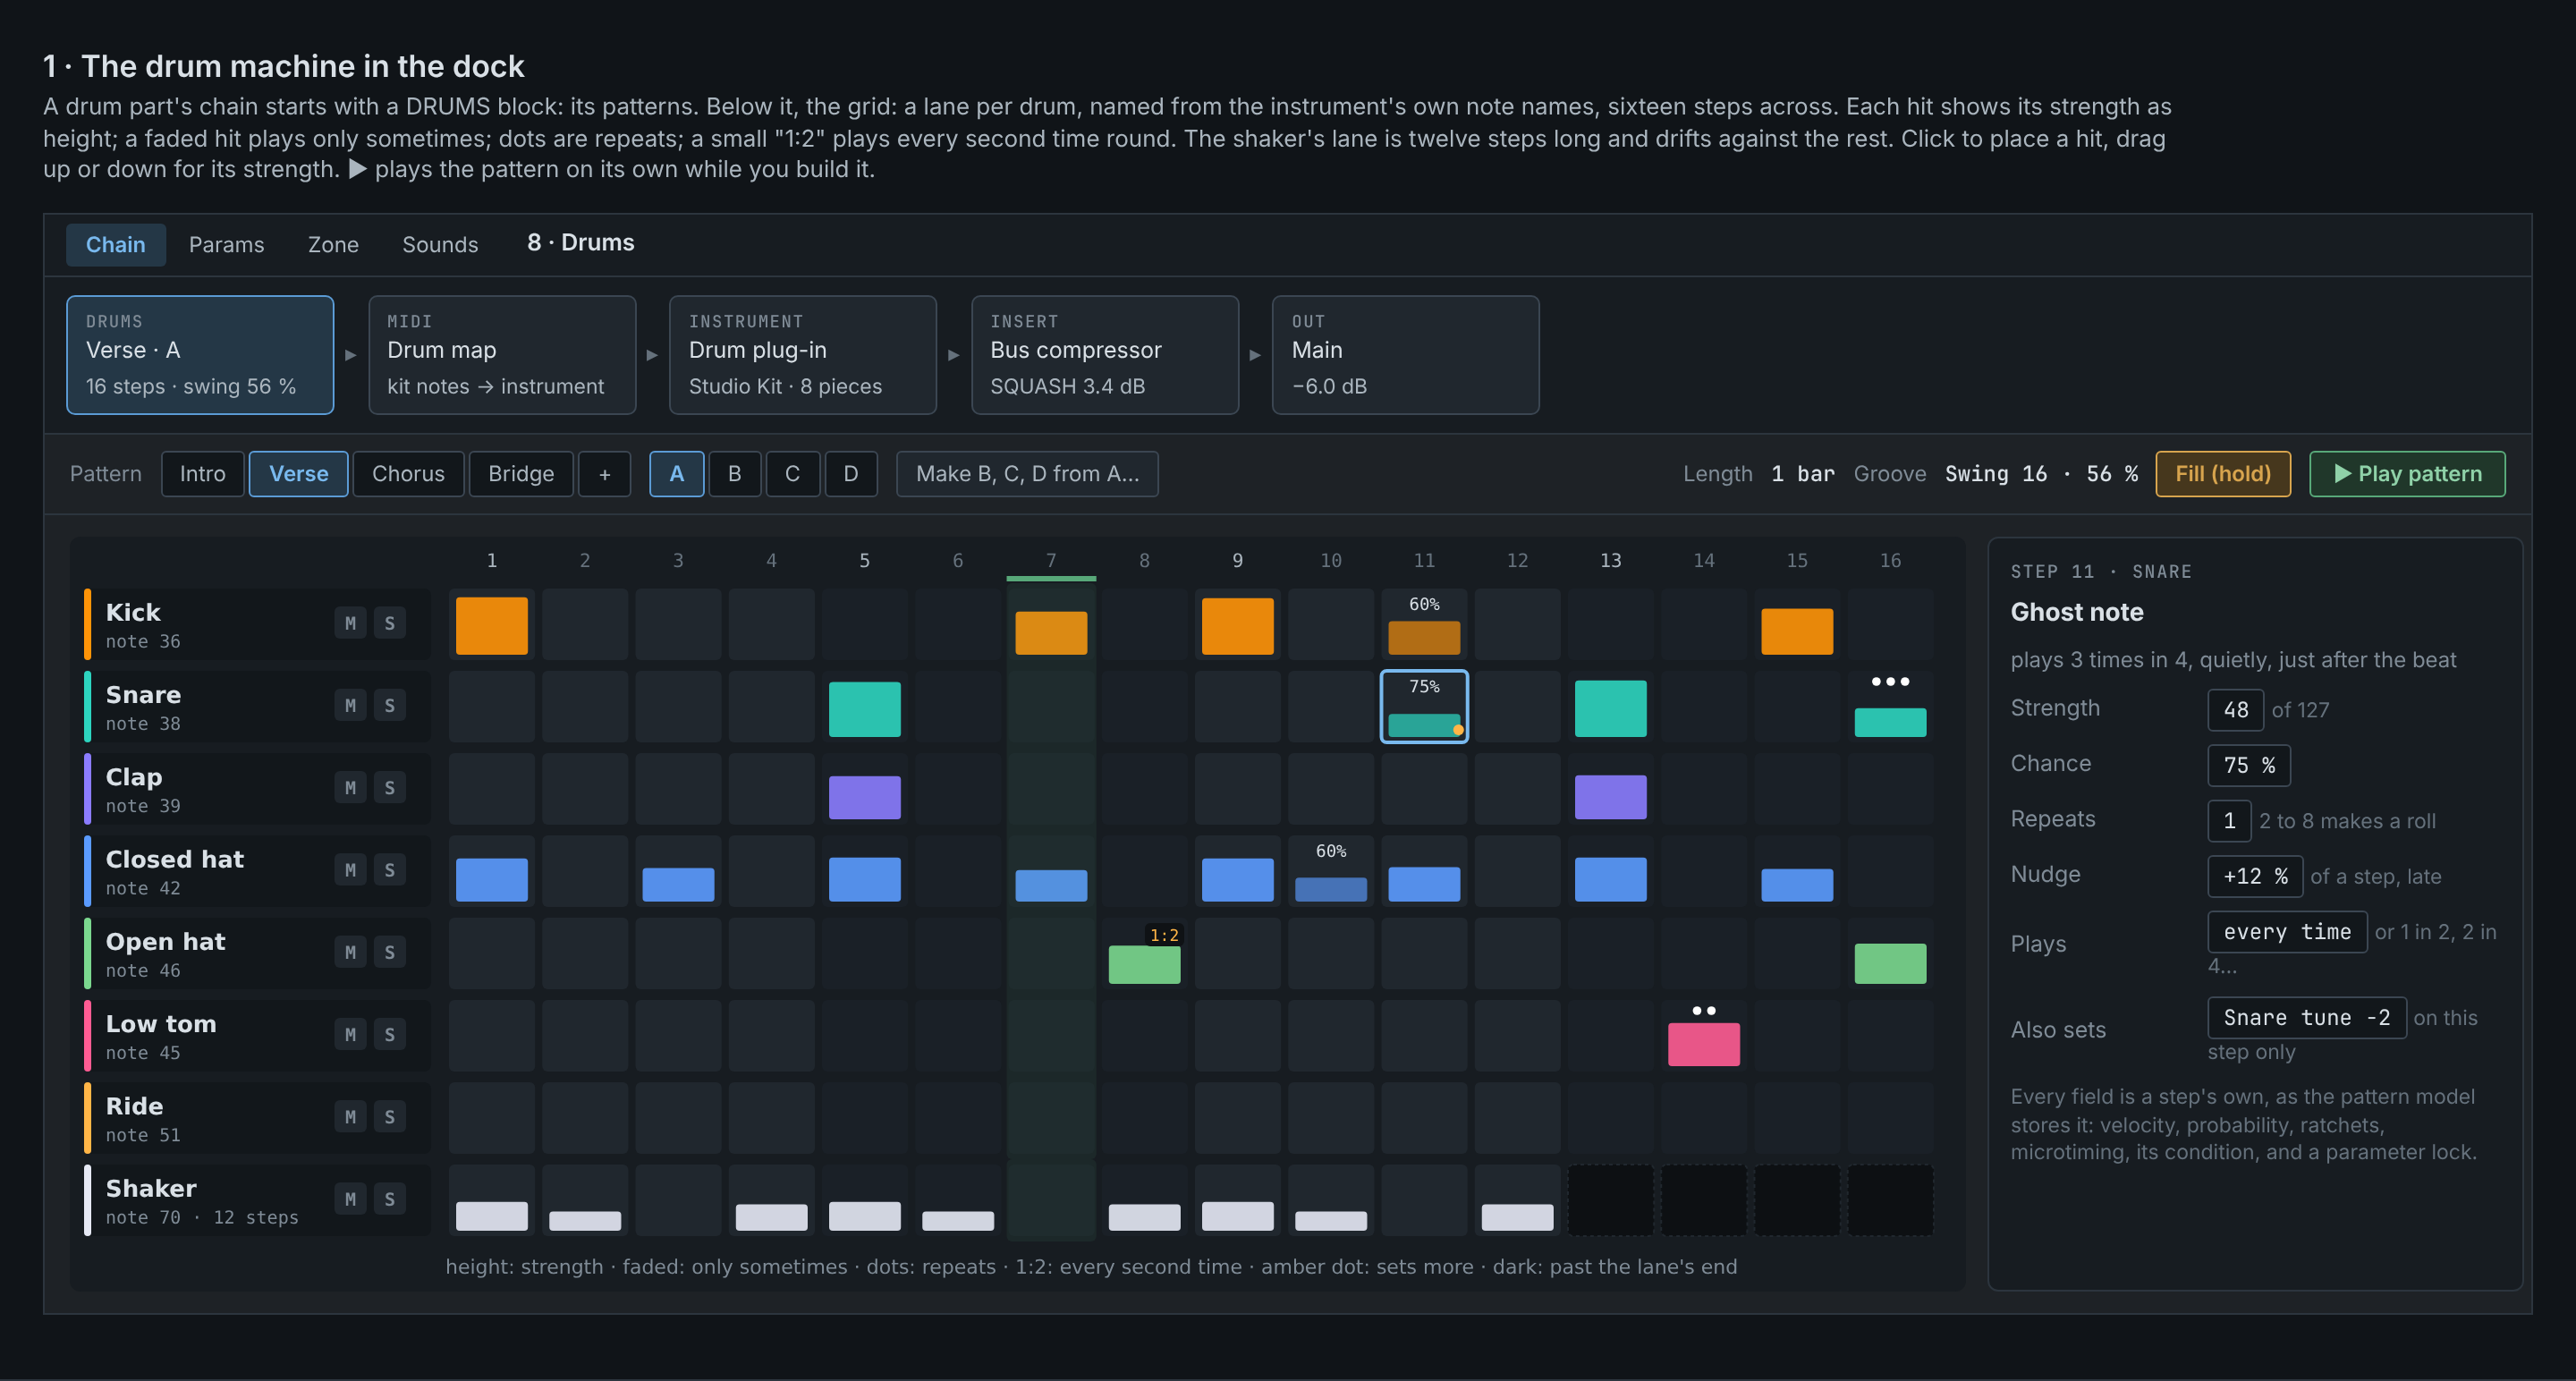 1 · The drum machine in the dock
A drum part's chain starts with a DRUMS block: its patterns. Below it, the grid: a lane per drum, named from the instrument's own note names, sixteen steps across. Each hit shows its strength as
height; a faded hit plays only sometimes; dots are repeats; a small "1:2" plays every second time round. The shaker's lane is twelve steps long and drifts against the rest. Click to place a hit, drag
up or down for its strength. ▶ plays the pattern on its own while you build it.
Chain Params Zone Sounds 8 · Drums
DRUMS
Verse · A
16 steps · swing 56 %
▸
MIDI
Drum map
kit notes → instrument
▸
INSTRUMENT
Drum plug-in
Studio Kit · 8 pieces
▸
INSERT
Bus compressor
SQUASH 3.4 dB
▸
OUT
Main
−6.0 dB
Pattern Intro Verse Chorus Bridge + A B C D Make B, C, D from A... Length 1 bar Groove Swing 16 · 56 % Fill (hold) ▶ Play pattern
1 2 3 4 5 6 7 8 9 10 11 12 13 14 15 16
Kick M S
note 36
60%
Snare M S
note 38
75%
Clap M S
note 39
Closed hat M S
note 42
60%
Open hat M S
note 46
1:2
Low tom M S
note 45
Ride M S
note 51
Shaker M S
note 70 · 12 steps
height: strength · faded: only sometimes · dots: repeats · 1:2: every second time · amber dot: sets more · dark: past the lane's end
STEP 11 · SNARE
Ghost note
plays 3 times in 4, quietly, just after the beat
Strength 48 of 127
Chance 75 %
Repeats 1 2 to 8 makes a roll
Nudge +12 % of a step, late
Plays every time or 1 in 2, 2 in
4...
Also sets Snare tune -2 on this
step only
Every field is a step's own, as the pattern model
stores it: velocity, probability, ratchets,
microtiming, its condition, and a parameter lock.